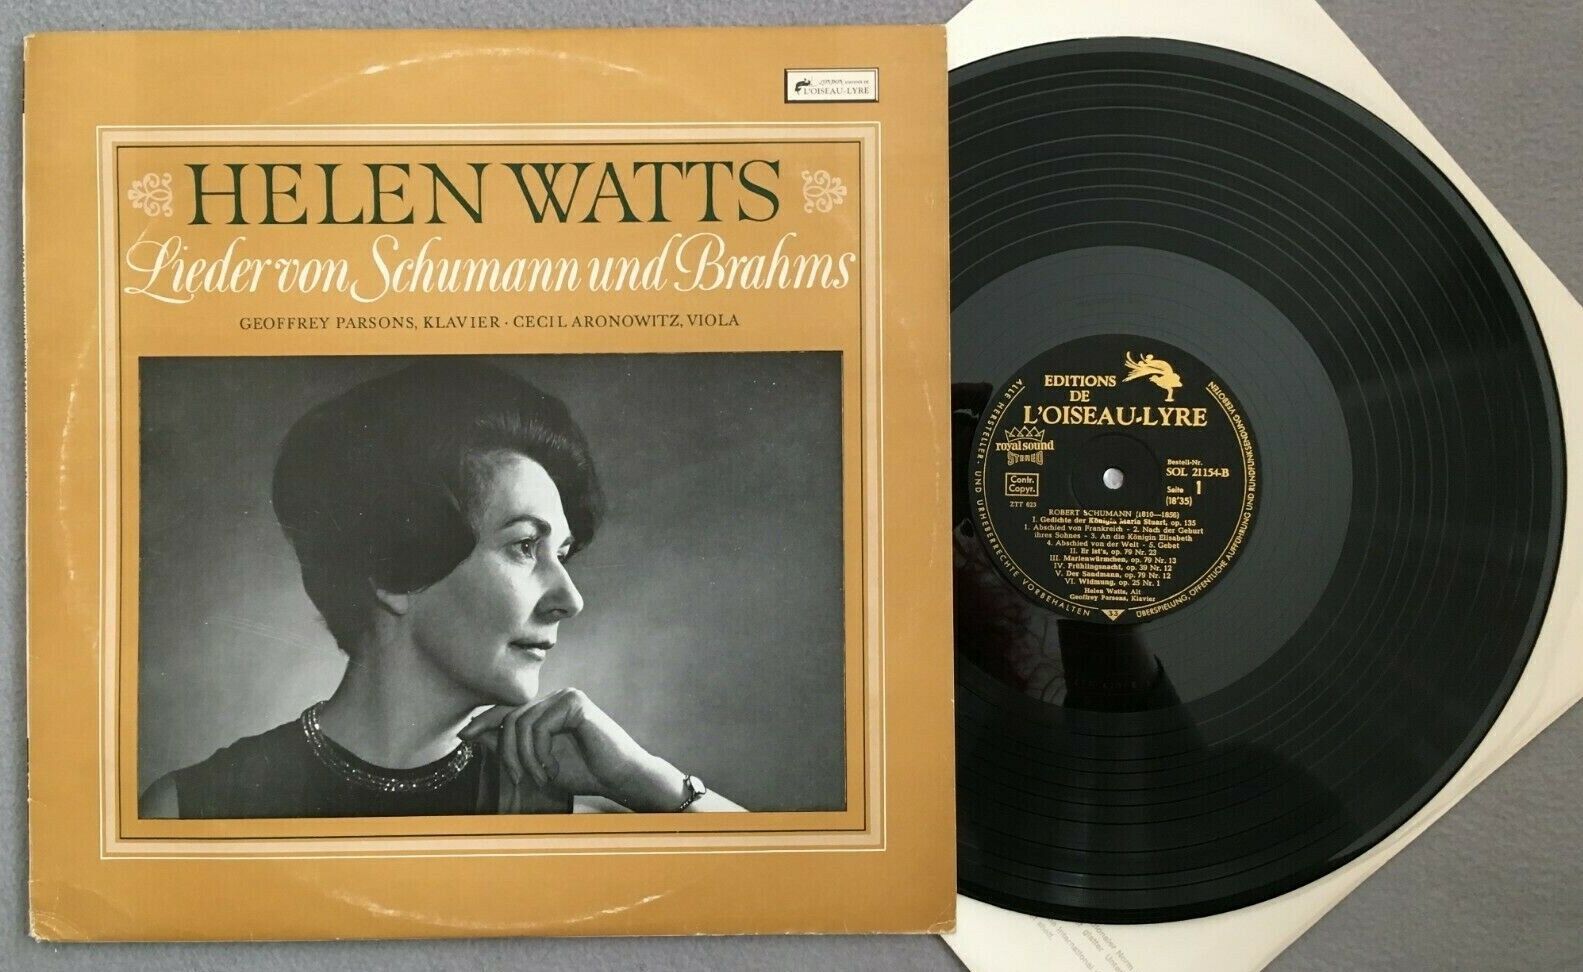 LONDON EDITIONS DE
L'OISEAU-LYRE
HELEN WATTS
Lieder von Schumann und Brahms
GEOFFREY PARSONS, KLAVIER · CECIL ARONOWITZ, VIOLA
EDITIONS
DE
L'OISEAU-LYRE
royal sound
STEREO
Contr.
Copyr.
ZTT 623
Bestell-Nr.
SOL 21154-B
Seite 1
(18'35)
ROBERT SCHUMANN (1810—1856)
I. Gedichte der Königin Maria Stuart, op. 135
1. Abschied von Frankreich - 2. Nach der Geburt
ihres Sohnes - 3. An die Königin Elisabeth
4. Abschied von der Welt - 5. Gebet
II. Er ist's, op. 79 Nr. 23
III. Marienwürmchen, op. 79 Nr. 13
IV. Frühlingsnacht, op. 39 Nr. 12
V. Der Sandmann, op. 79 Nr. 12
VI. Widmung, op. 25 Nr. 1
Helen Watts, Alt
Geoffrey Parsons, Klavier
33
ALLE HERSTELLER- UND URHEBERRECHTE VORBEHALTEN
ÜBERSPIELUNG, ÖFFENTLICHE AUFFÜHRUNG UND RUNDFUNKSENDUNG VERBOTEN